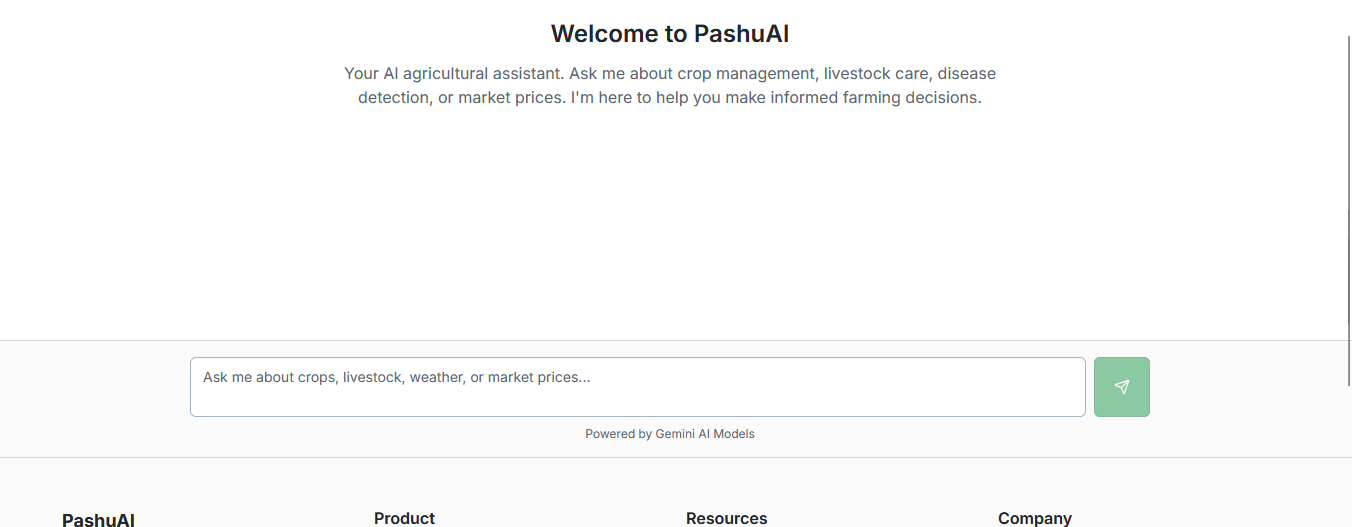 Welcome to PashuAI
Your AI agricultural assistant. Ask me about crop management, livestock care, disease
detection, or market prices. I'm here to help you make informed farming decisions.
Ask me about crops, livestock, weather, or market prices...
Powered by Gemini AI Models
PashuAI
Product
Resources
Company